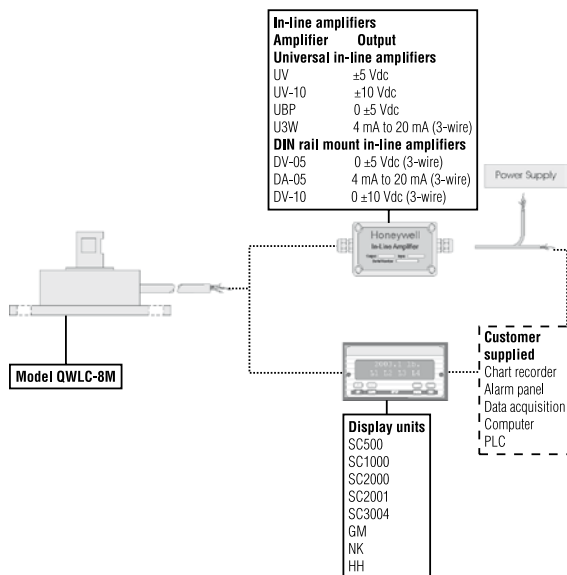 In-line amplifiers
Amplifier Output
Universal in-line amplifiers
UV ±5 Vdc
UV-10 ±10 Vdc
UBP 0 ±5 Vdc
U3W 4 mA to 20 mA (3-wire)
DIN rail mount in-line amplifiers
DV-05 0 ±5 Vdc (3-wire)
DA-05 4 mA to 20 mA (3-wire)
DV-10 0 ±10 Vdc (3-wire)
Power Supply
Honeywell
In-Line Amplifier
Model QWLC-8M
Customer
supplied
Chart recorder
Alarm panel
Data acquisition
Computer
PLC
Display units
SC500
SC1000
SC2000
SC2001
SC3004
GM
NK
HH